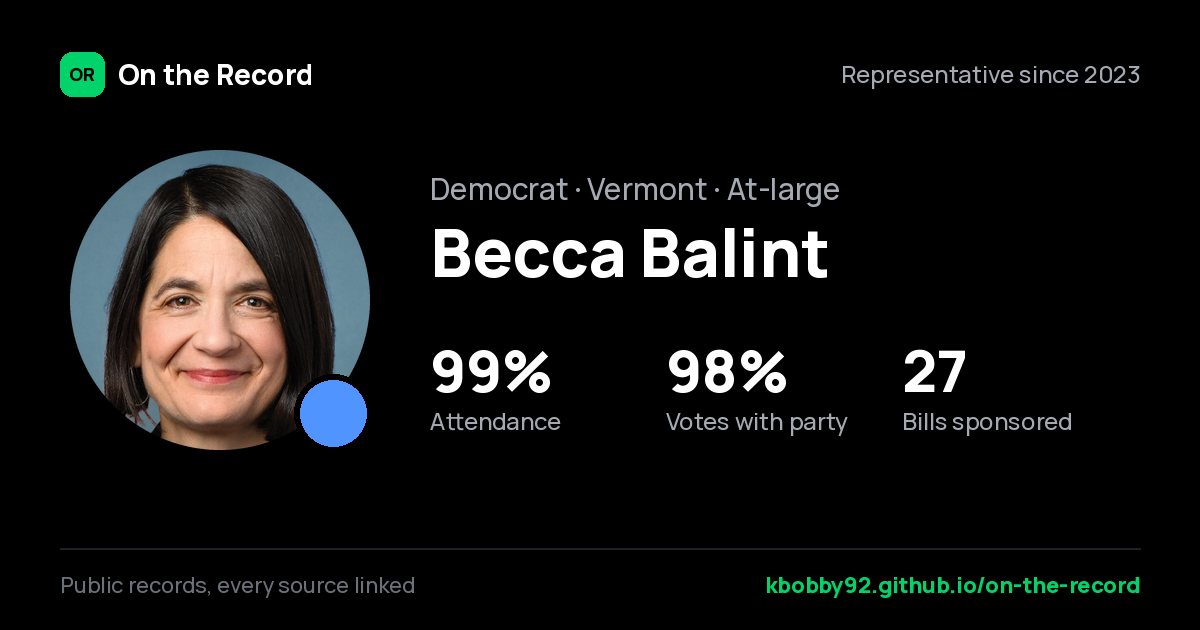 OR On the Record
Representative since 2023
Democrat · Vermont · At-large
Becca Balint
99% 98% 27
Attendance Votes with party Bills sponsored
Public records, every source linked
kbobby92.github.io/on-the-record